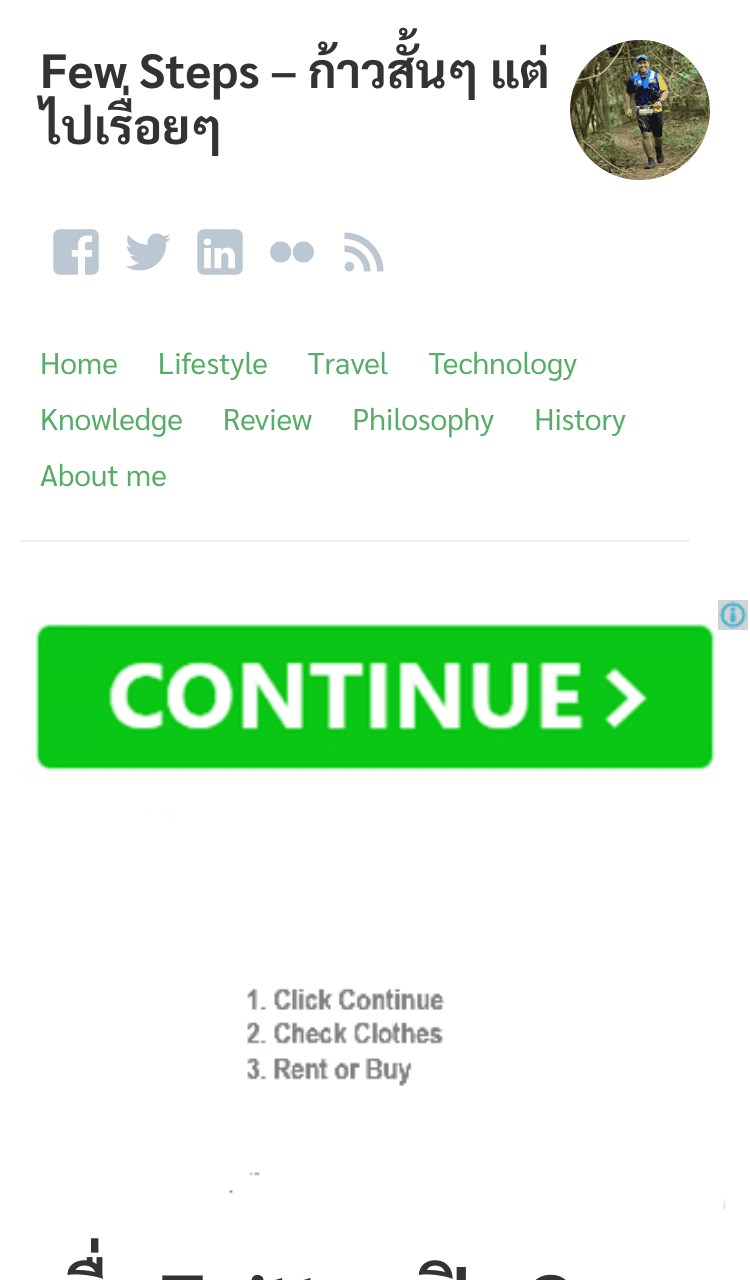 Few Steps – ก้าวสั้นๆ แต่
ไปเรื่อยๆ
Home Lifestyle Travel Technology
Knowledge Review Philosophy History
About me
CONTINUE >
1. Click Continue
2. Check Clothes
3. Rent or Buy